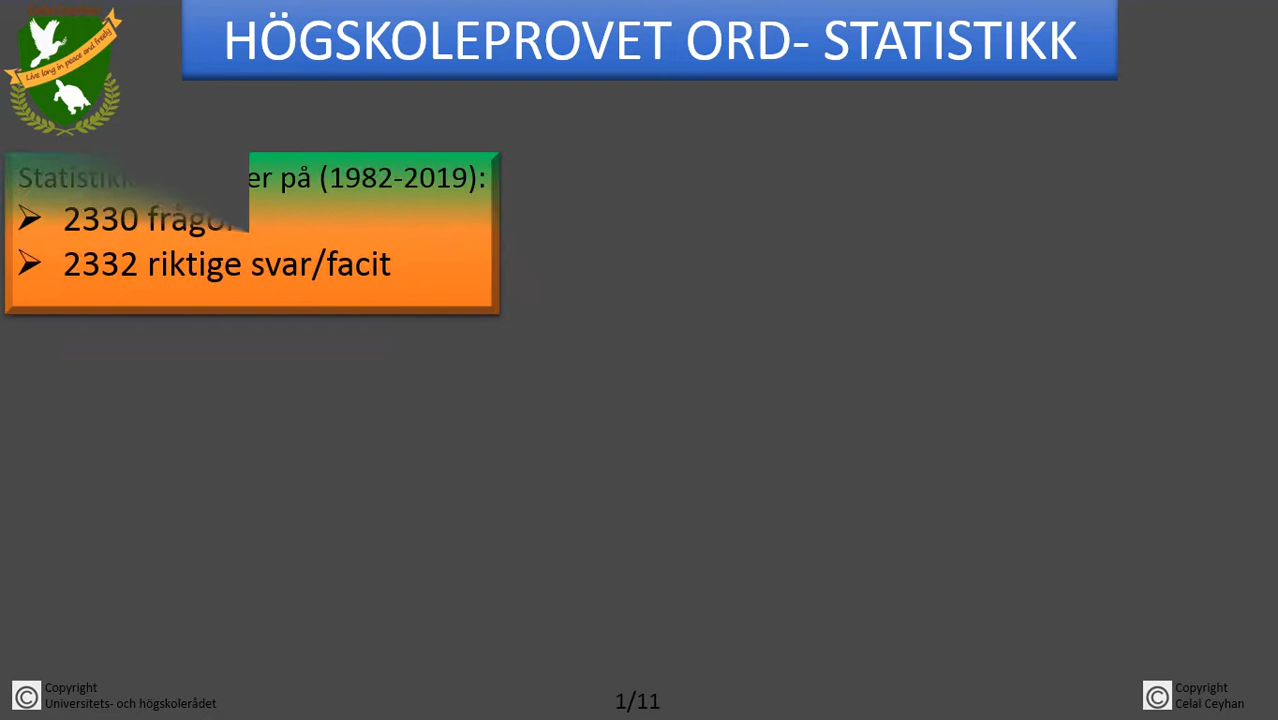 HÖGSKOLEPROVET ORD- STATISTIKK
Live long in peace and freely
er på (1982-2019):
2330 frågor
2332 riktige svar/facit
Copyright
Universitets- och högskolerådet
1/11
Copyright
Celal Ceyhan